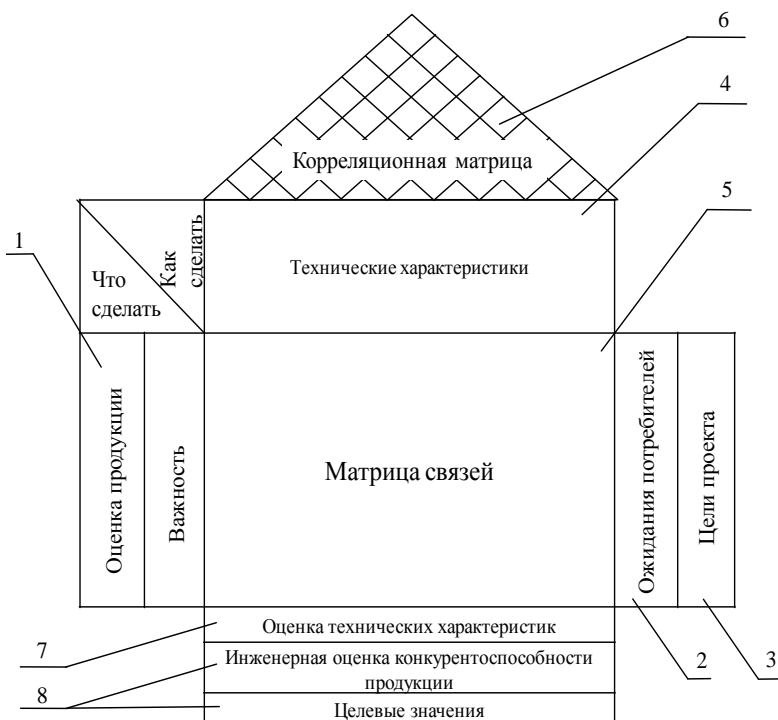 6
4
Корреляционная матрица
5
1
Как
сделать
Что
сделать
Технические характеристики
Оценка продукции
Важность
Матрица связей
Ожидания потребителей
Цели проекта
Оценка технических характеристик
7
2
3
Инженерная оценка конкурентоспособности
продукции
8
Целевые значения